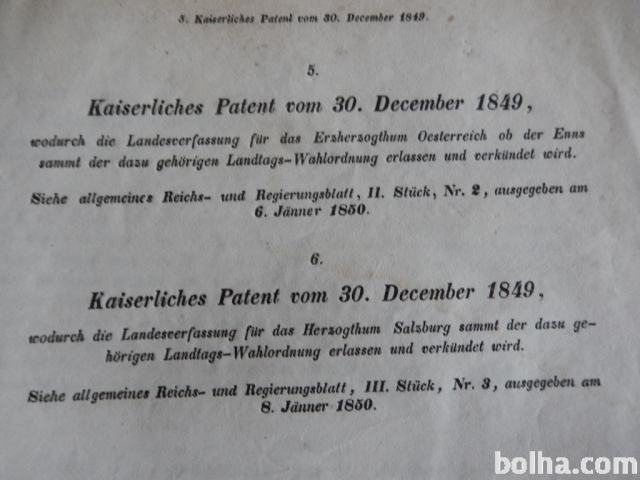 5. Kaiserliches Patent vom 30. December 1849.
5.
Kaiserliches Patent vom 30. December 1849,
wodurch die Landesverfassung für das Erzherzogthum Oesterreich ob der Enns
sammt der dazu gehörigen Landtags-Wahlordnung erlassen und verkündet wird.
Siehe allgemeines Reichs- und Regierungsblatt, II. Stück, Nr. 2, ausgegeben am
6. Jänner 1850.
6.
Kaiserliches Patent vom 30. December 1849,
wodurch die Landesverfassung für das Herzogthum Salzburg sammt der dazu ge-
hörigen Landtags-Wahlordnung erlassen und verkündet wird.
Siehe allgemeines Reichs- und Regierungsblatt, III. Stück, Nr. 3, ausgegeben am
8. Jänner 1850.
bolha.com